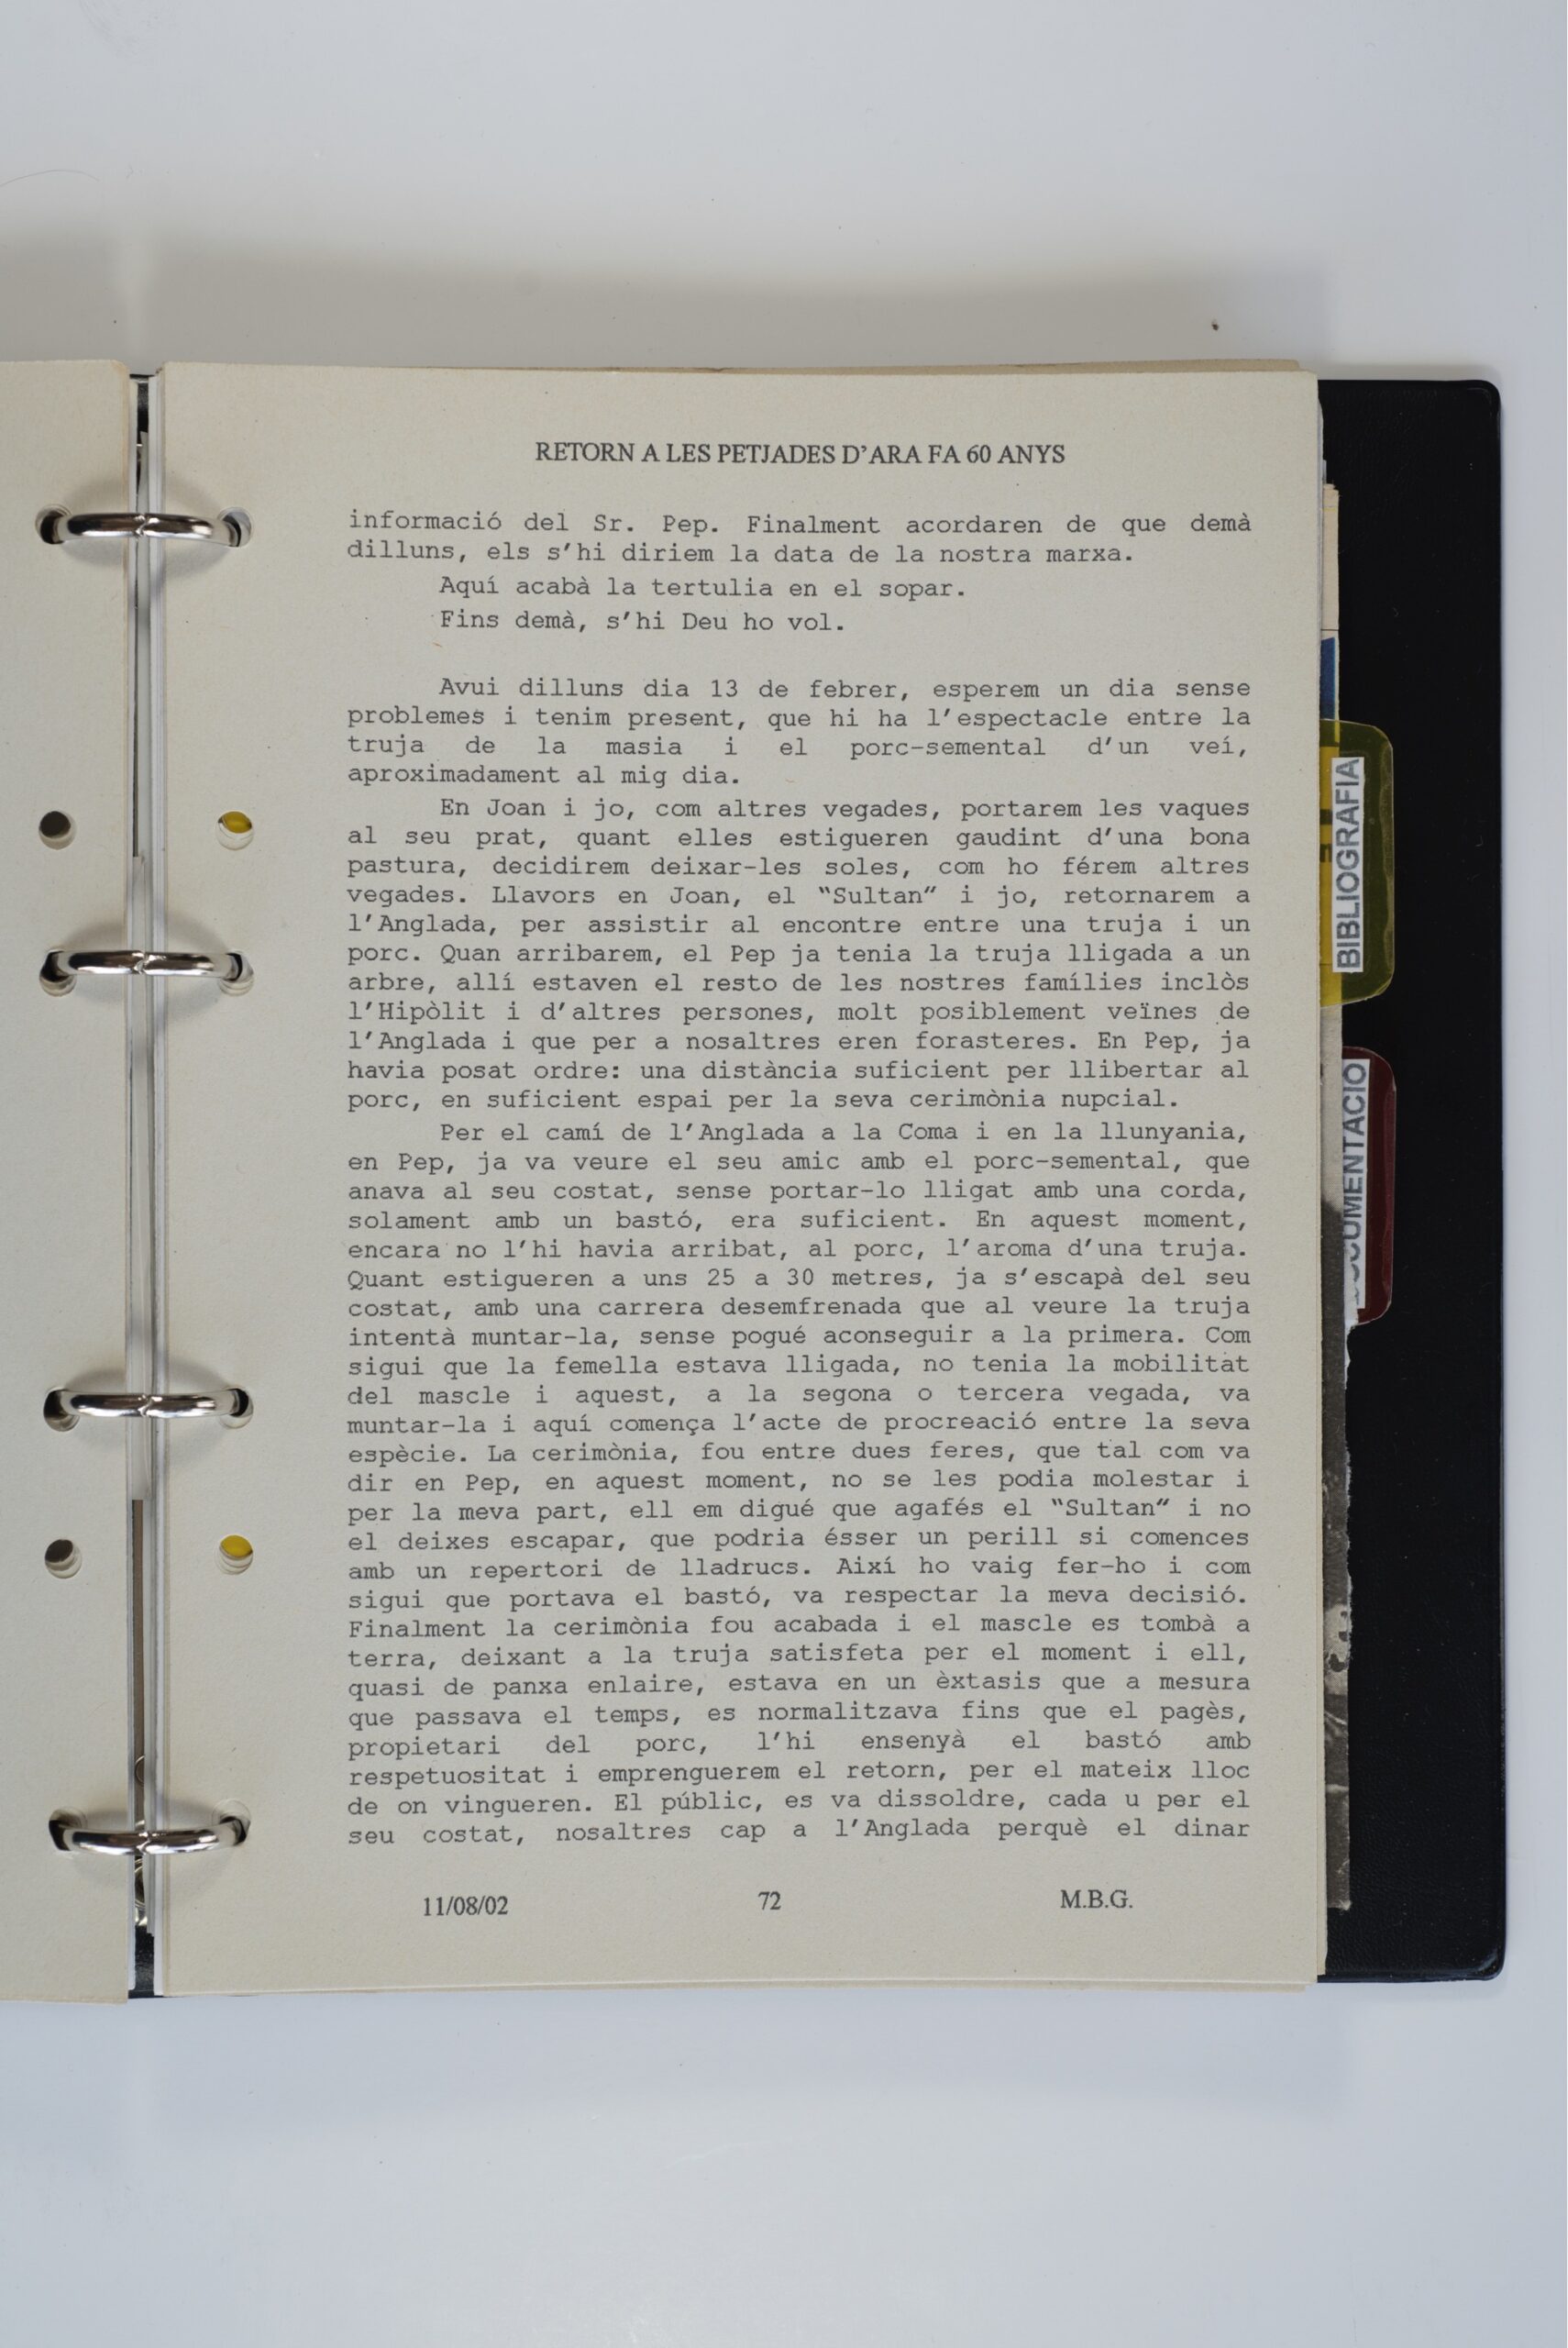 RETORN A LES PETJADES D'ARA FA 60 ANYS
informació del Sr. Pep. Finalment acordaren de que demà
dilluns, els s'hi diriem la data de la nostra marxa.
Aquí acabà la tertulia en el sopar.
Fins demà, s'hi Deu ho vol.
Avui dilluns dia 13 de febrer, esperem un dia sense
problemes i tenim present, que hi ha l'espectacle entre la
truja de la masia i el porc-semental d'un veí,
aproximadament al mig dia.
En Joan i jo, com altres vegades, portarem les vaques
al seu prat, quant elles estigueren gaudint d'una bona
pastura, decidirem deixar-les soles, com ho férem altres
vegades. Llavors en Joan, el "Sultan" i jo, retornarem a
l'Anglada, per assistir al encontre entre una truja i un
porc. Quan arribarem, el Pep ja tenia la truja lligada a un
arbre, allí estaven el resto de les nostres famílies inclòs
l'Hipòlit i d'altres persones, molt posiblement veïnes de
l'Anglada i que per a nosaltres eren forasteres. En Pep, ja
havia posat ordre: una distància suficient per llibertar al
porc, en suficient espai per la seva cerimònia nupcial.
Per el camí de l'Anglada a la Coma i en la llunyania,
en Pep, ja va veure el seu amic amb el porc-semental, que
anava al seu costat, sense portar-lo lligat amb una corda,
solament amb un bastó, era suficient. En aquest moment,
encara no l'hi havia arribat, al porc, l'aroma d'una truja.
Quant estigueren a uns 25 a 30 metres, ja s'escapà del seu
costat, amb una carrera desemfrenada que al veure la truja
intentà muntar-la, sense pogué aconseguir a la primera. Com
sigui que la femella estava lligada, no tenia la mobilitat
del mascle i aquest, a la segona o tercera vegada, va
muntar-la i aquí comença l'acte de procreació entre la seva
espècie. La cerimònia, fou entre dues feres, que tal com va
dir en Pep, en aquest moment, no se les podia molestar i
per la meva part, ell em digué que agafés el "Sultan" i no
el deixes escapar, que podria ésser un perill si comences
amb un repertori de lladrucs. Així ho vaig fer-ho i com
sigui que portava el bastó, va respectar la meva decisió.
Finalment la cerimònia fou acabada i el mascle es tombà a
terra, deixant a la truja satisfeta per el moment i ell,
quasi de panxa enlaire, estava en un èxtasis que a mesura
que passava el temps, es normalitzava fins que el pagès,
propietari del porc, l'hi ensenyà el bastó amb
respetuositat i emprenguerem el retorn, per el mateix lloc
de on vingueren. El públic, es va dissoldre, cada u per el
seu costat, nosaltres cap a l'Anglada perquè el dinar
11/08/02 72 M.B.G.
BIBLIOGRAFIA